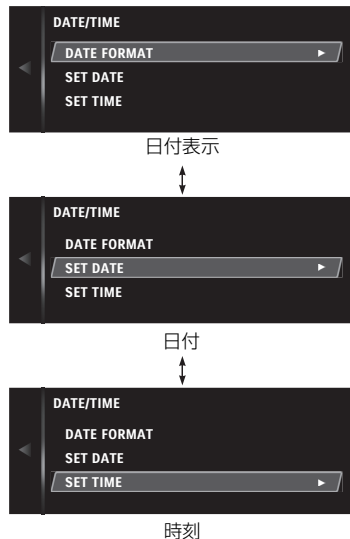 DATE/TIME
DATE FORMAT
SET DATE
SET TIME
日付表示
DATE/TIME
DATE FORMAT
SET DATE
SET TIME
日付
DATE/TIME
DATE FORMAT
SET DATE
SET TIME
時刻